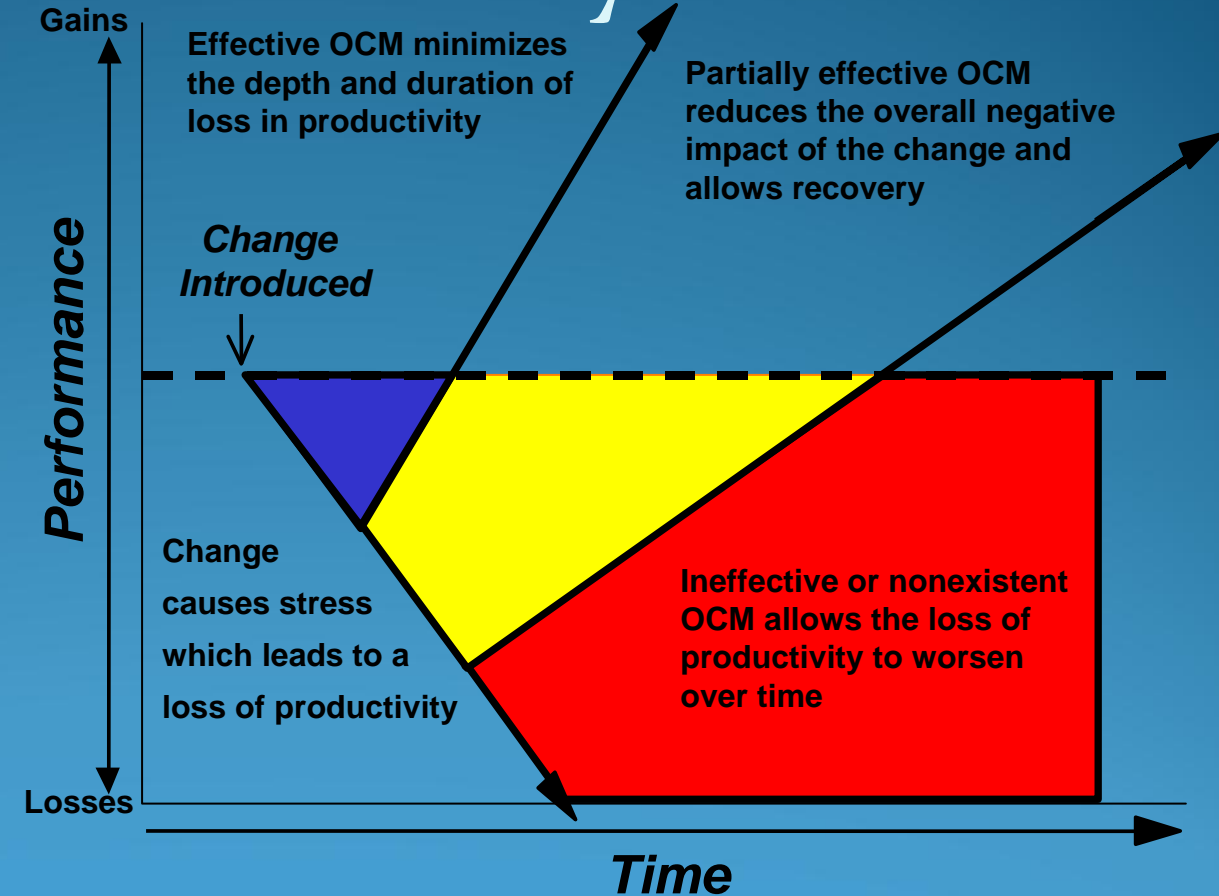 Gains
Effective OCM minimizes
the depth and duration of
loss in productivity
Partially effective OCM
reduces the overall negative
impact of the change and
allows recovery
Change
Introduced
Performance
Change
causes stress
which leads to a
loss of productivity
Ineffective or nonexistent
OCM allows the loss of
productivity to worsen
over time
Losses
Time